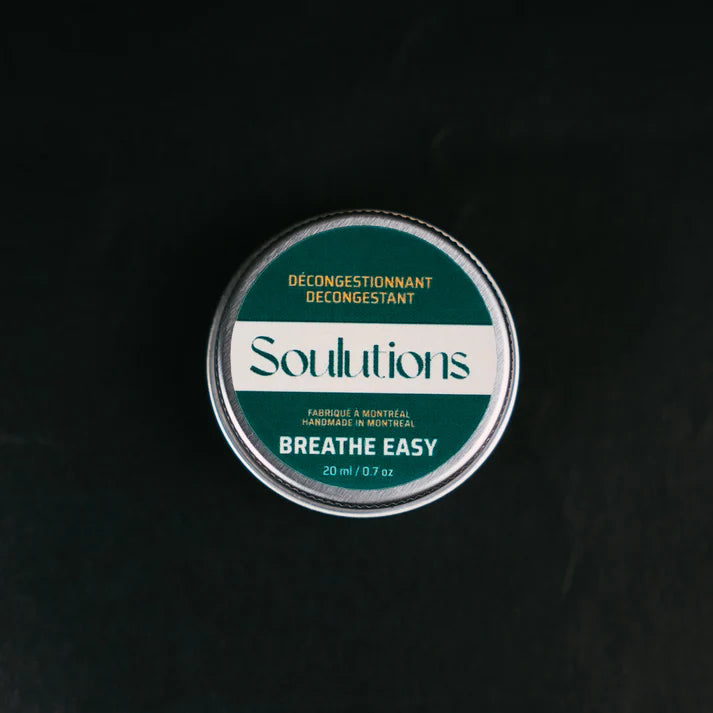 DÉCONGESTIONNANT
DECONGESTANT
Soulutions
FABRIQUÉ À MONTRÉAL
HANDMADE IN MONTREAL
BREATHE EASY
20 ml / 0.7 oz